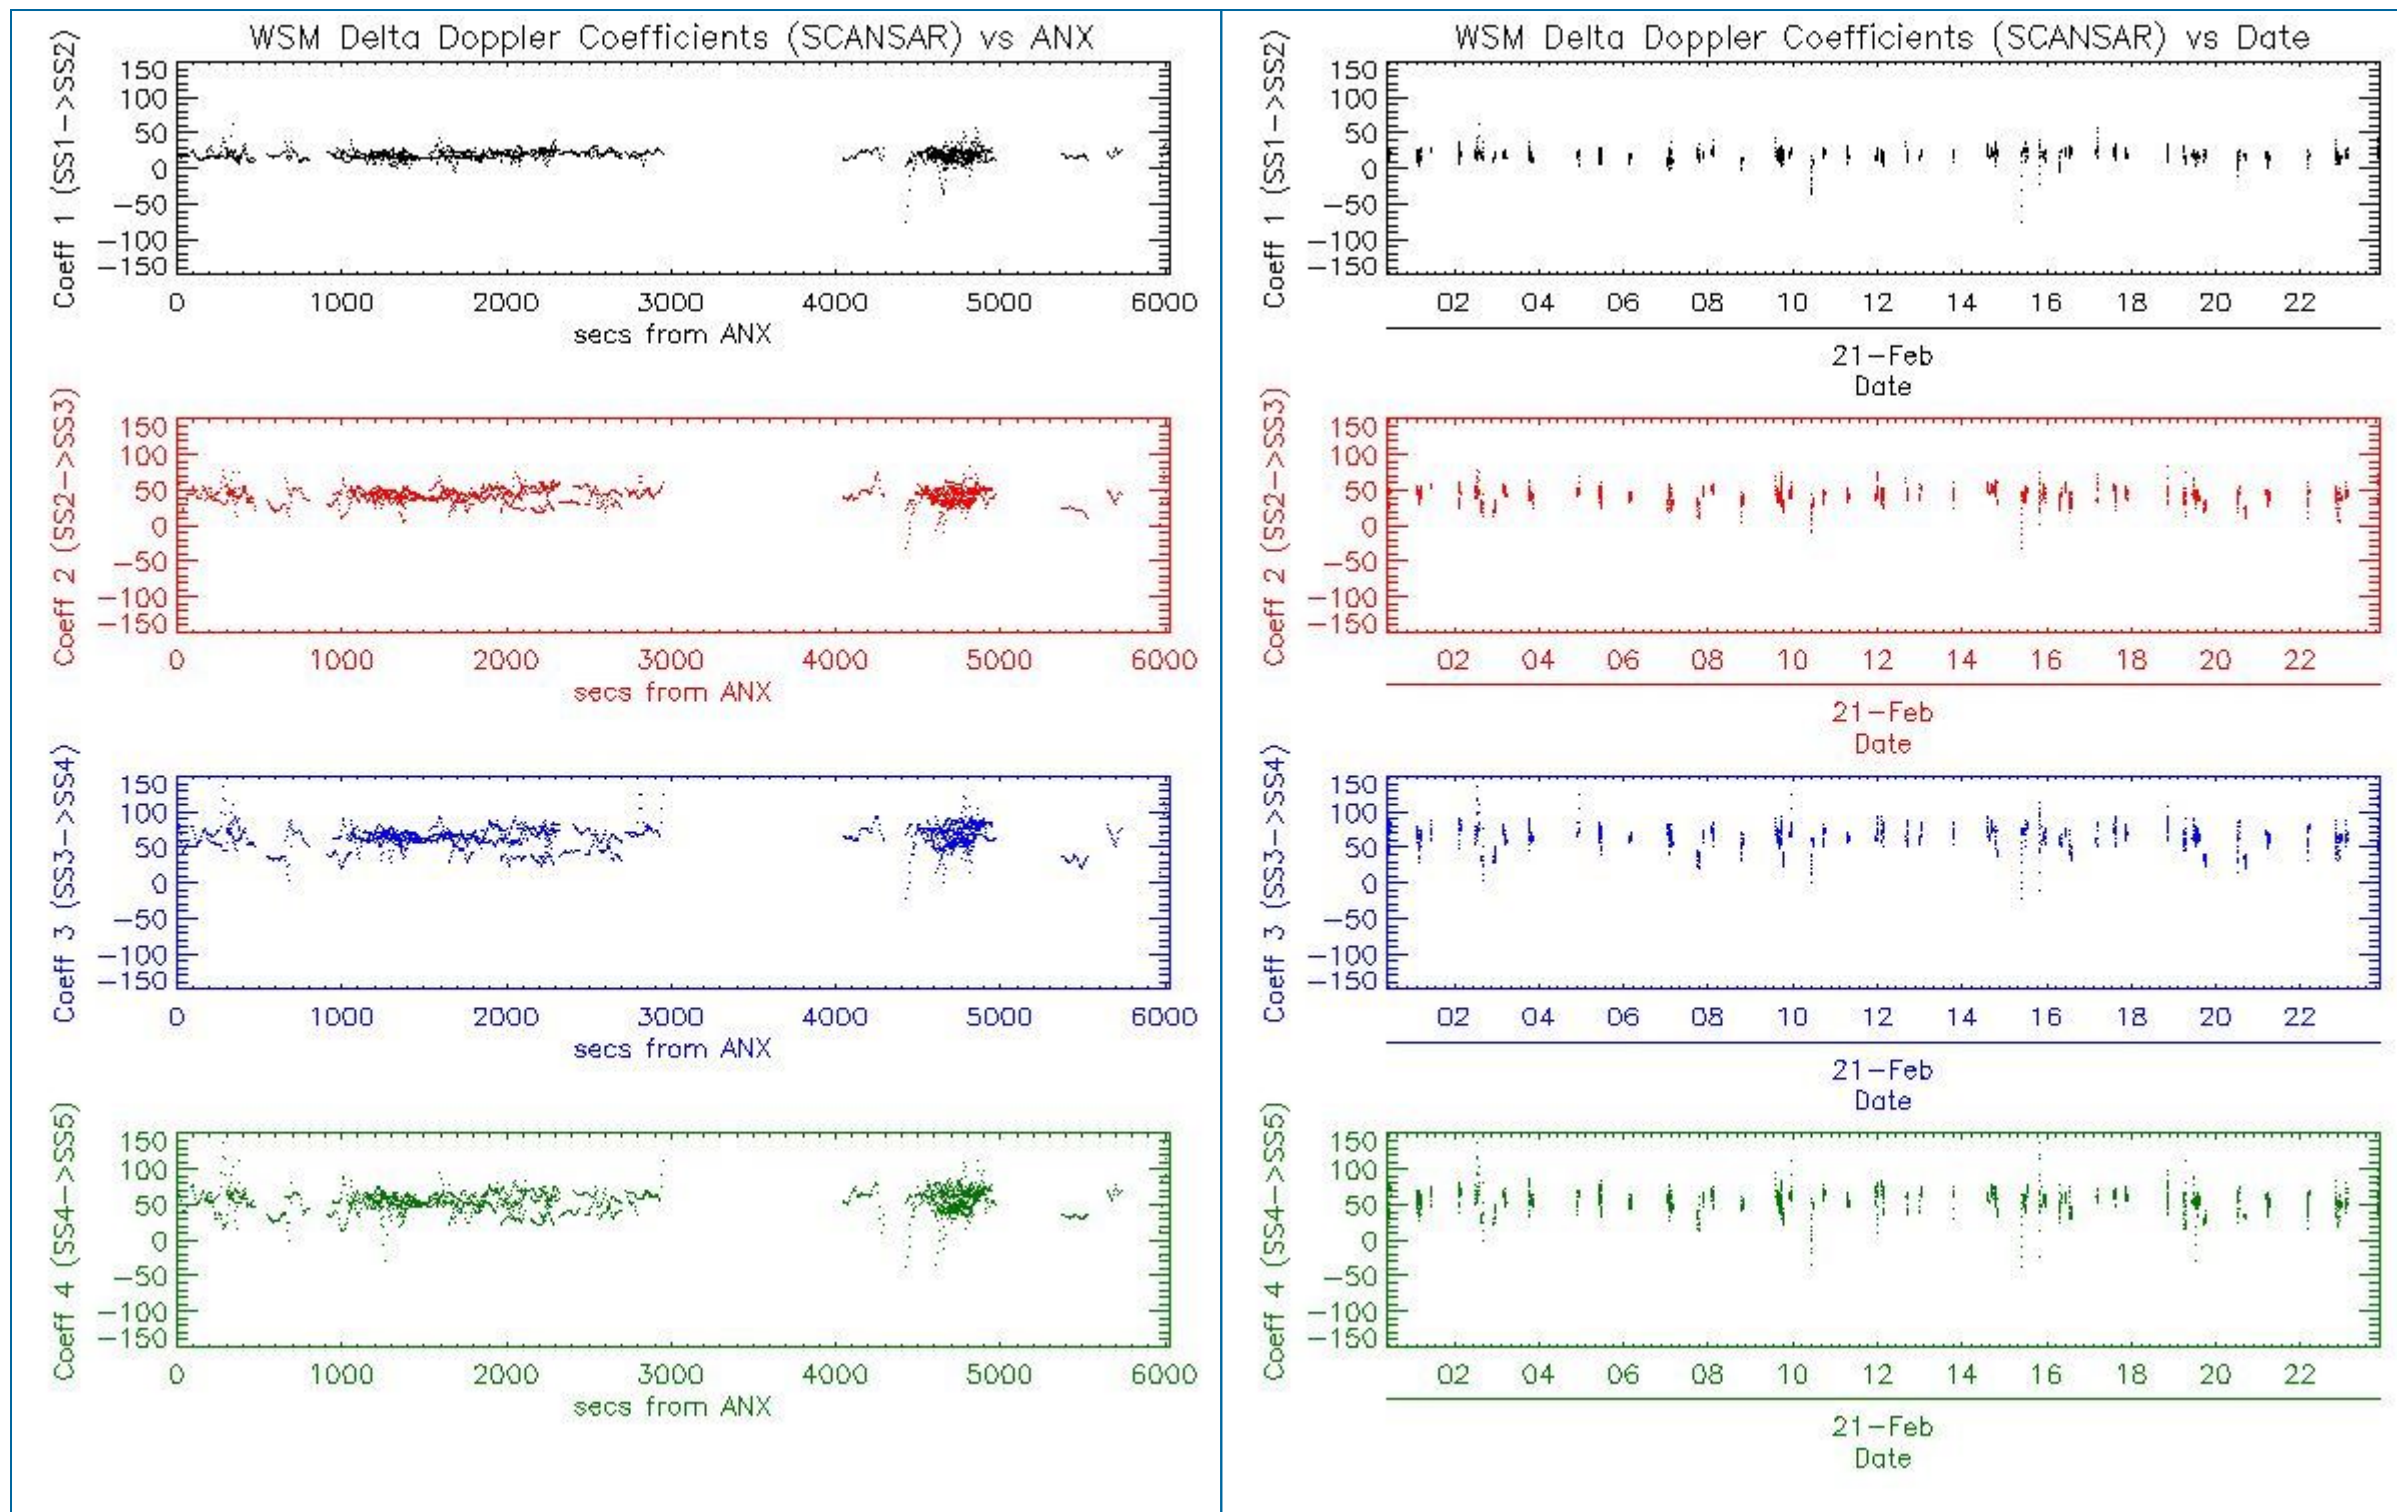 WSM Delta Doppler Coefficients (SCANSAR) vs ANX
Coeff 1 (SS1->SS2)
150
100
50
0
-50
-100
-150
0 1000 2000 3000 4000 5000 6000
secs from ANX
Coeff 2 (SS2->SS3)
150
100
50
0
-50
-100
-150
0 1000 2000 3000 4000 5000 6000
secs from ANX
Coeff 3 (SS3->SS4)
150
100
50
0
-50
-100
-150
0 1000 2000 3000 4000 5000 6000
secs from ANX
Coeff 4 (SS4->SS5)
150
100
50
0
-50
-100
-150
0 1000 2000 3000 4000 5000 6000
secs from ANX
WSM Delta Doppler Coefficients (SCANSAR) vs Date
Coeff 1 (SS1->SS2)
150
100
50
0
-50
-100
-150
02 04 06 08 10 12 14 16 18 20 22
21-Feb
Date
Coeff 2 (SS2->SS3)
150
100
50
0
-50
-100
-150
02 04 06 08 10 12 14 16 18 20 22
21-Feb
Date
Coeff 3 (SS3->SS4)
150
100
50
0
-50
-100
-150
02 04 06 08 10 12 14 16 18 20 22
21-Feb
Date
Coeff 4 (SS4->SS5)
150
100
50
0
-50
-100
-150
02 04 06 08 10 12 14 16 18 20 22
21-Feb
Date